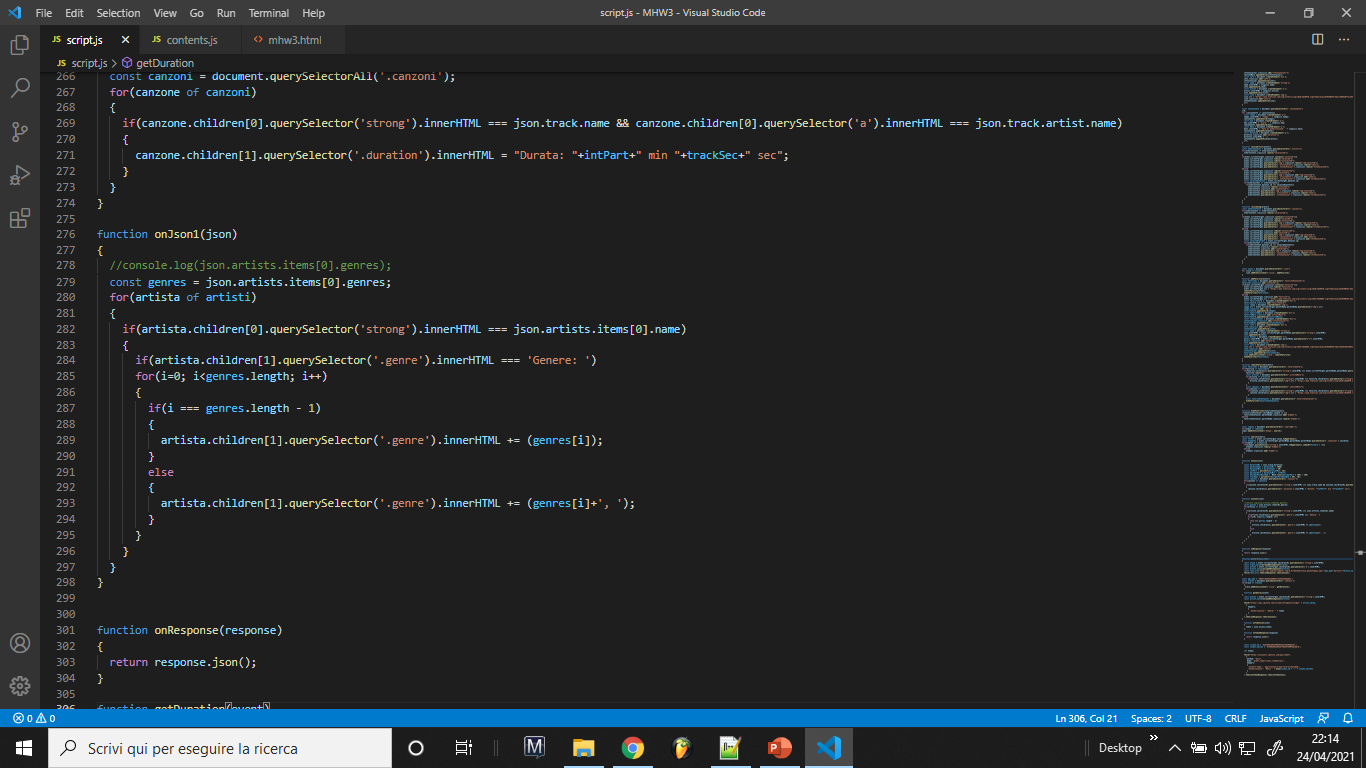 File Edit Selection View Go Run Terminal Help script.js - MHW3 - Visual Studio Code
JS script.js JS contents.js <> mhw3.html
JS script.js > getDuration
266 const canzoni = document.querySelectorAll('.canzoni');
267 for(canzone of canzoni)
268 {
269 if(canzone.children[0].querySelector('strong').innerHTML === json.track.name && canzone.children[0].querySelector('a').innerHTML === json.track.artist.name)
270 {
271 canzone.children[1].querySelector('.duration').innerHTML = "Durata: "+intPart+" min "+trackSec+" sec";
272 }
273 }
274 }
275
276 function onJson1(json)
277 {
278 //console.log(json.artists.items[0].genres);
279 const genres = json.artists.items[0].genres;
280 for(artista of artisti)
281 {
282 if(artista.children[0].querySelector('strong').innerHTML === json.artists.items[0].name)
283 {
284 if(artista.children[1].querySelector('.genre').innerHTML === 'Genere: ')
285 for(i=0; i<genres.length; i++)
286 {
287 if(i === genres.length - 1)
288 {
289 artista.children[1].querySelector('.genre').innerHTML += (genres[i]);
290 }
291 else
292 {
293 artista.children[1].querySelector('.genre').innerHTML += (genres[i]+', ');
294 }
295 }
296 }
297 }
298 }
299
300
301 function onResponse(response)
302 {
303 return response.json();
304 }
305
306 function getDuration(event)
0 0 Ln 306, Col 21 Spaces: 2 UTF-8 CRLF JavaScript
Scrivi qui per eseguire la ricerca M Desktop 22:14
24/04/2021